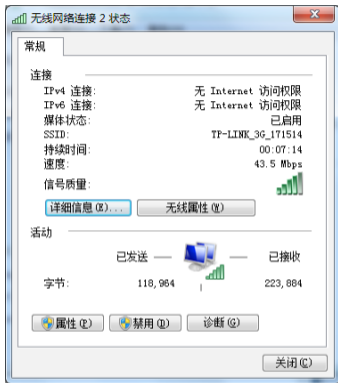 无线网络连接 2 状态
常规
连接
IPv4 连接: 无 Internet 访问权限
IPv6 连接: 无 Internet 访问权限
媒体状态: 已启用
SSID: TP-LINK_3G_171514
持续时间: 00:07:14
速度: 43.5 Mbps
信号质量:
详细信息(E)... 无线属性(W)
活动
已发送 — — 已接收
字节: 118,964 223,884
属性(P) 禁用(D) 诊断(G)
关闭(C)